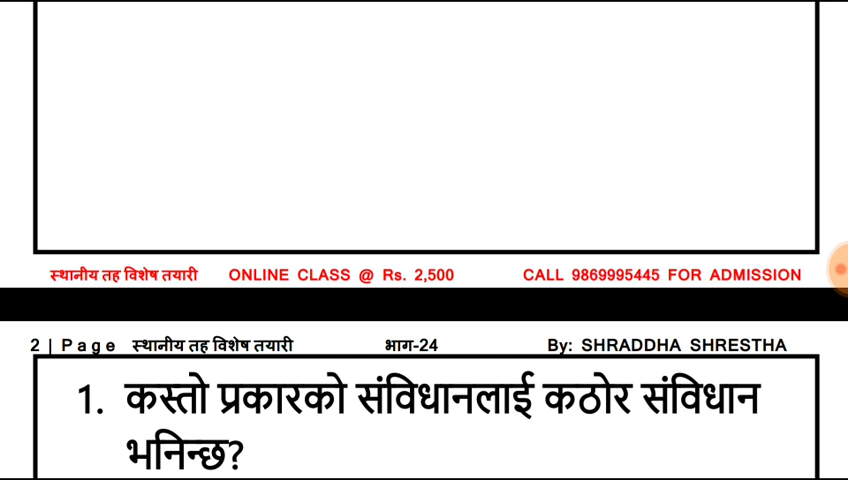 स्थानीय तह विशेष तयारी ONLINE CLASS @ Rs. 2,500 CALL 9869995445 FOR ADMISSION
2 | Page स्थानीय तह विशेष तयारी भाग-24 By: SHRADDHA SHRESTHA
1. कस्तो प्रकारको संविधानलाई कठोर संविधान
भनिन्छ?